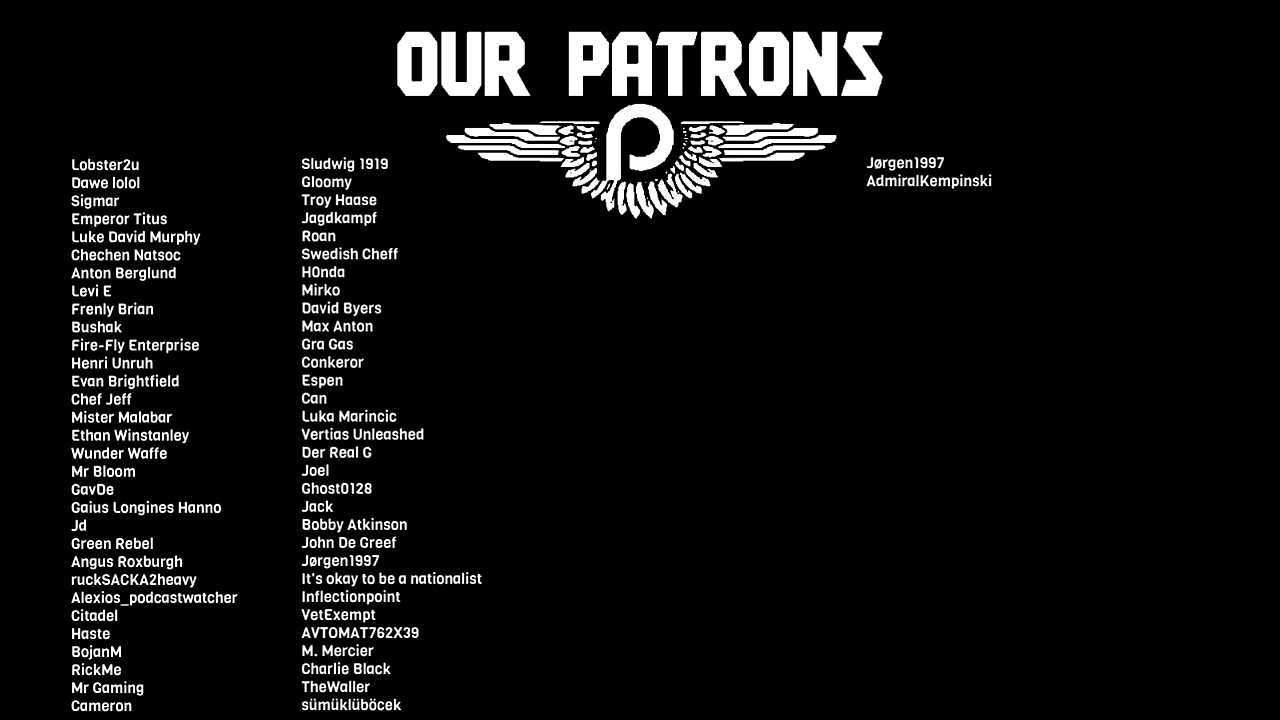 OUR PATRONS
Lobster2u
Dawe lolol
Sigmar
Emperor Titus
Luke David Murphy
Chechen Natsoc
Anton Berglund
Levi E
Frenly Brian
Bushak
Fire-Fly Enterprise
Henri Unruh
Evan Brightfield
Chef Jeff
Mister Malabar
Ethan Winstanley
Wunder Waffe
Mr Bloom
GavDe
Gaius Longines Hanno
Jd
Green Rebel
Angus Roxburgh
ruckSACKA2heavy
Alexios_podcastwatcher
Citadel
Haste
BojanM
RickMe
Mr Gaming
Cameron
Sludwig 1919
Gloomy
Troy Haase
Jagdkampf
Roan
Swedish Cheff
H0nda
Mirko
David Byers
Max Anton
Gra Gas
Conkeror
Espen
Can
Luka Marincic
Vertias Unleashed
Der Real G
Joel
Ghost0128
Jack
Bobby Atkinson
John De Greef
Jørgen1997
It's okay to be a nationalist
Inflectionpoint
VetExempt
AVTOMAT762X39
M. Mercier
Charlie Black
TheWaller
sümüklüböcek
Jørgen1997
AdmiralKempinski